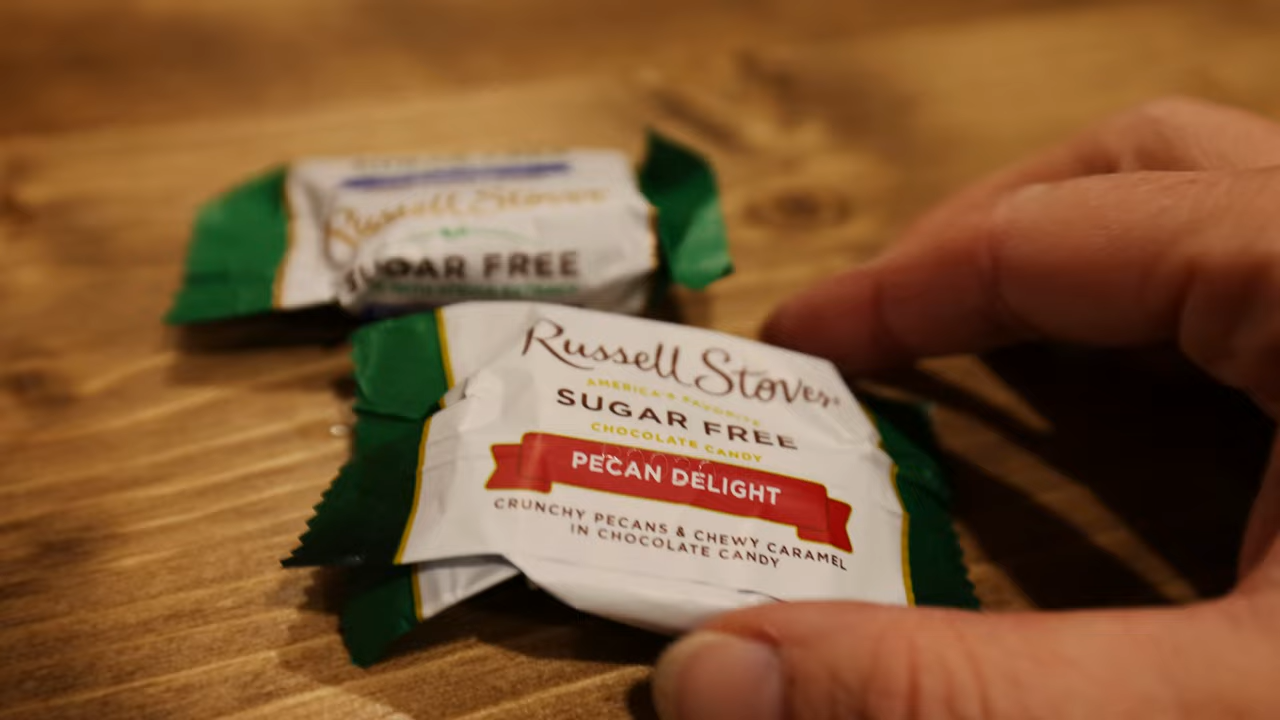 Russell Stover
SUGAR FREE
Russell Stover®
AMERICA'S FAVORITE
SUGAR FREE
CHOCOLATE CANDY
PECAN DELIGHT
CRUNCHY PECANS & CHEWY CARAMEL
IN CHOCOLATE CANDY